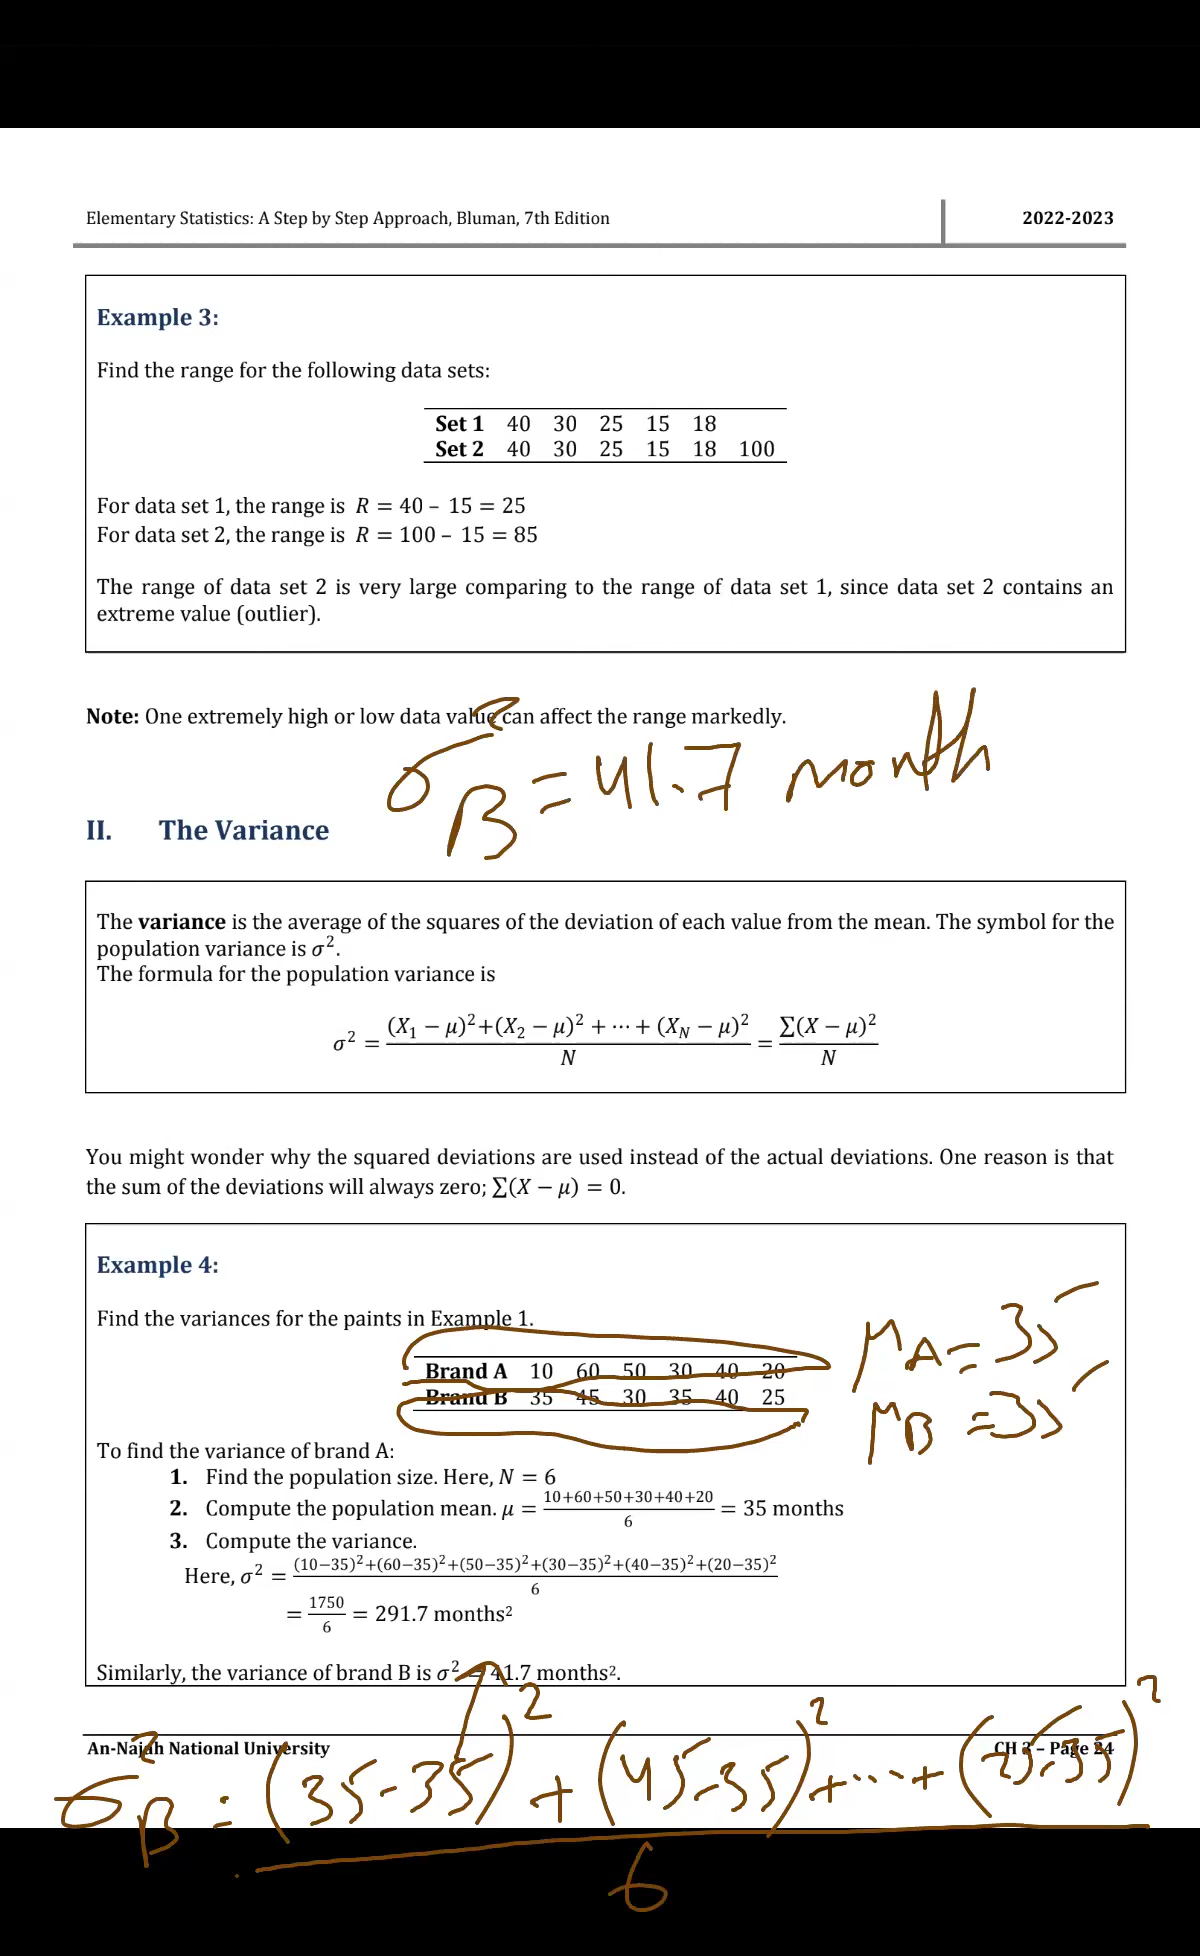 Elementary Statistics: A Step by Step Approach, Bluman, 7th Edition 2022-2023
Example 3:
Find the range for the following data sets:
Set 1 40 30 25 15 18
Set 2 40 30 25 15 18 100
For data set 1, the range is R = 40 – 15 = 25
For data set 2, the range is R = 100 – 15 = 85
The range of data set 2 is very large comparing to the range of data set 1, since data set 2 contains an
extreme value (outlier).
Note: One extremely high or low data value can affect the range markedly.
σ²B = 41.7 month
II. The Variance
The variance is the average of the squares of the deviation of each value from the mean. The symbol for the
population variance is σ².
The formula for the population variance is
σ² = (X₁ − μ)²+(X₂ − μ)² + ⋯ + (X_N − μ)² / N = ∑(X − μ)² / N
You might wonder why the squared deviations are used instead of the actual deviations. One reason is that
the sum of the deviations will always zero; ∑(X − μ) = 0.
Example 4:
Find the variances for the paints in Example 1.
Brand A 10 60 50 30 40 20
Brand B 35 45 30 35 40 25
μA = 35
μB = 35
To find the variance of brand A:
1. Find the population size. Here, N = 6
2. Compute the population mean. μ = 10+60+50+30+40+20 / 6 = 35 months
3. Compute the variance.
Here, σ² = (10−35)²+(60−35)²+(50−35)²+(30−35)²+(40−35)²+(20−35)² / 6
= 1750 / 6 = 291.7 months²
Similarly, the variance of brand B is σ² = 41.7 months².
An-Najah National University CH 3 – Page 24
σ²B = (35-35)² + (45-35)² + ... + (25-35)² / 6